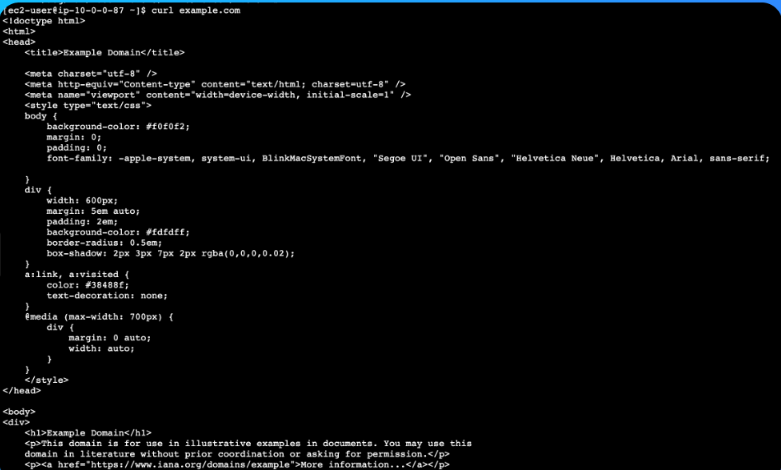 [ec2-user@ip-10-0-0-87 ~]$ curl example.com
<!doctype html>
<html>
<head>
    <title>Example Domain</title>

    <meta charset="utf-8" />
    <meta http-equiv="Content-type" content="text/html; charset=utf-8" />
    <meta name="viewport" content="width=device-width, initial-scale=1" />
    <style type="text/css">
    body {
        background-color: #f0f0f2;
        margin: 0;
        padding: 0;
        font-family: -apple-system, system-ui, BlinkMacSystemFont, "Segoe UI", "Open Sans", "Helvetica Neue", Helvetica, Arial, sans-serif;

    }
    div {
        width: 600px;
        margin: 5em auto;
        padding: 2em;
        background-color: #fdfdff;
        border-radius: 0.5em;
        box-shadow: 2px 3px 7px 2px rgba(0,0,0,0.02);
    }
    a:link, a:visited {
        color: #38488f;
        text-decoration: none;
    }
    @media (max-width: 700px) {
        div {
            margin: 0 auto;
            width: auto;
        }
    }
    </style>
</head>

<body>
<div>
    <h1>Example Domain</h1>
    <p>This domain is for use in illustrative examples in documents. You may use this
    domain in literature without prior coordination or asking for permission.</p>
    <p><a href="https://www.iana.org/domains/example">More information...</a></p>